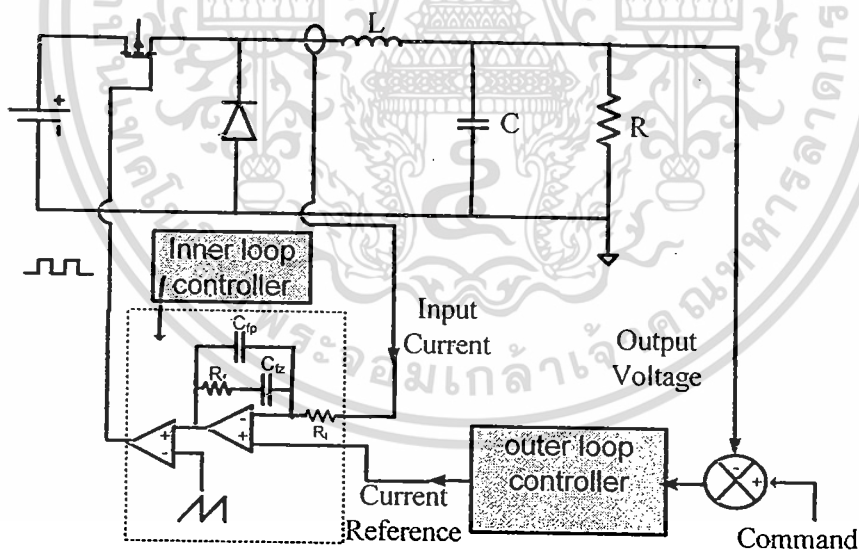 L
+
-
C
R
Inner loop
controller
Input
Current
Output
Voltage
Cfp
Rf
Cfz
-
+
Ri
+
-
outer loop
controller
-
+
Current
Reference
Command